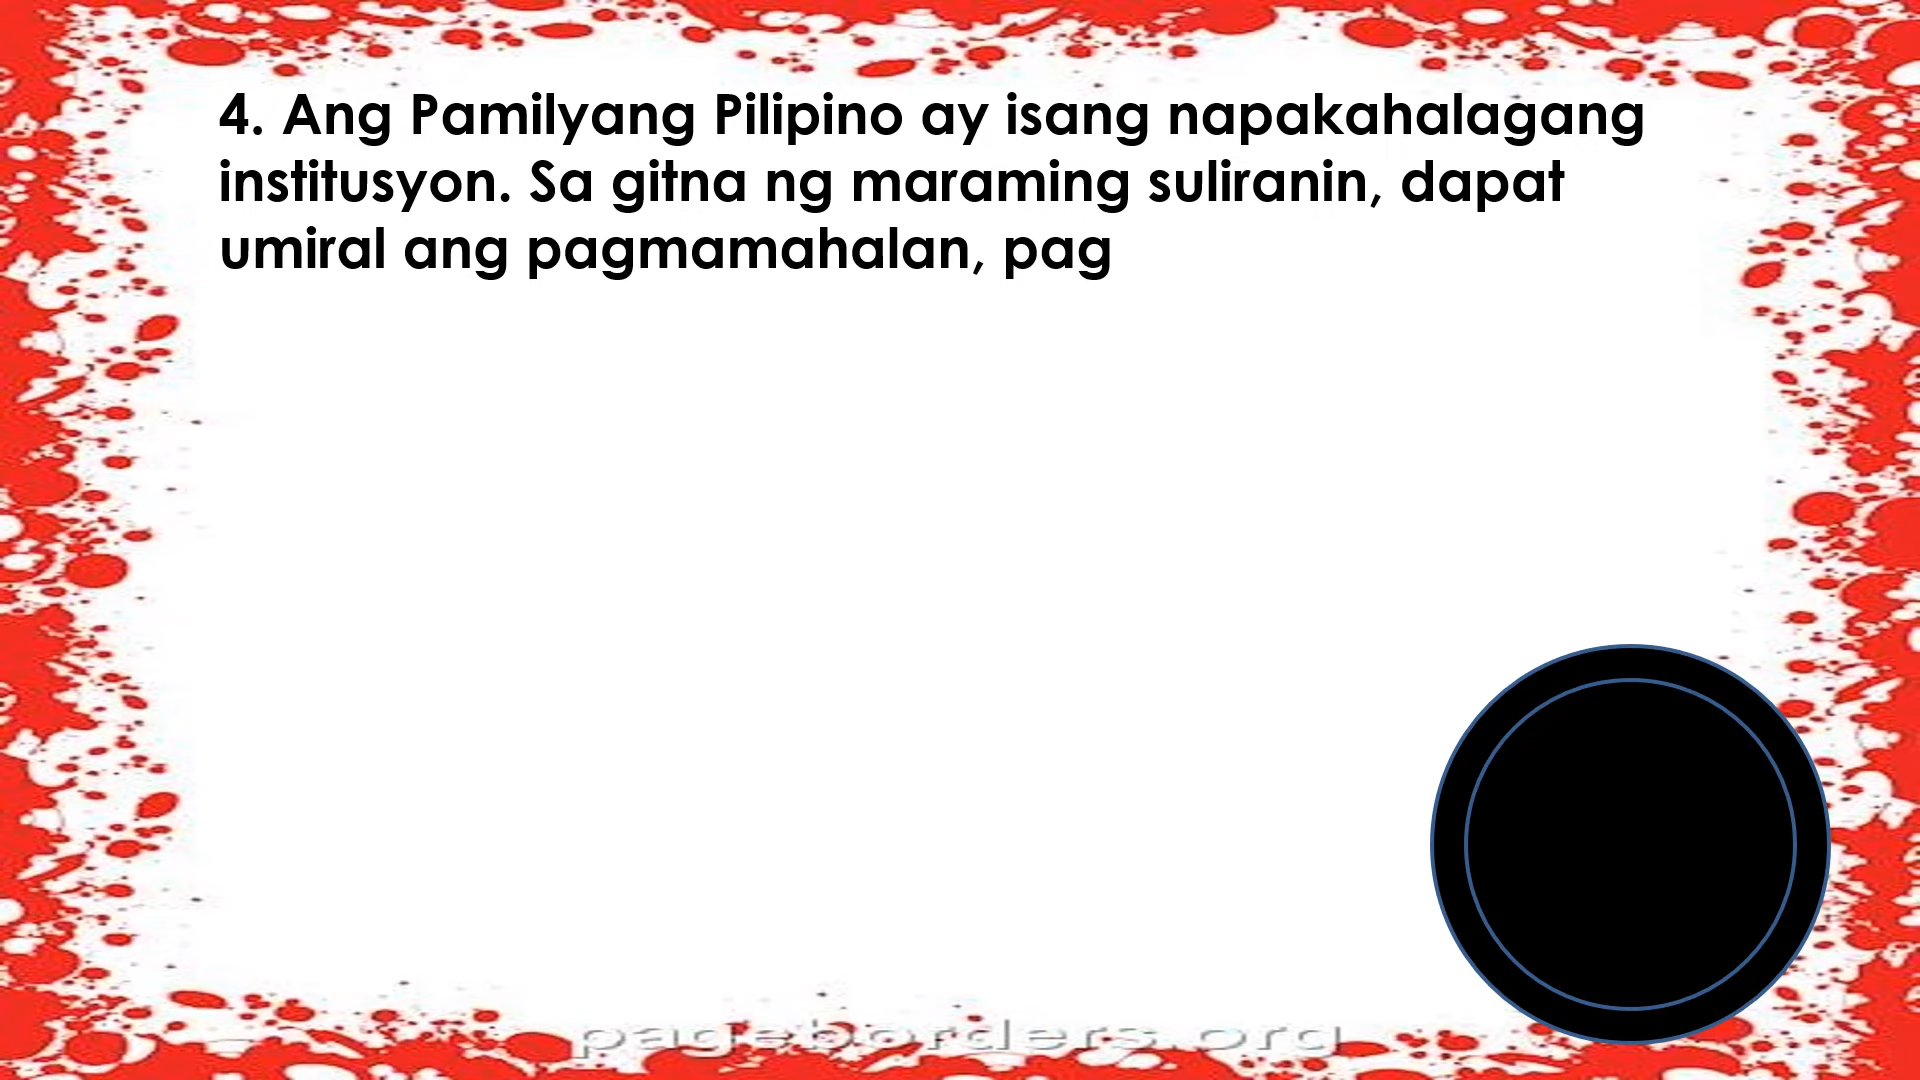 4. Ang Pamilyang Pilipino ay isang napakahalagang
institusyon. Sa gitna ng maraming suliranin, dapat
umiral ang pagmamahalan, pag
pageborders.org